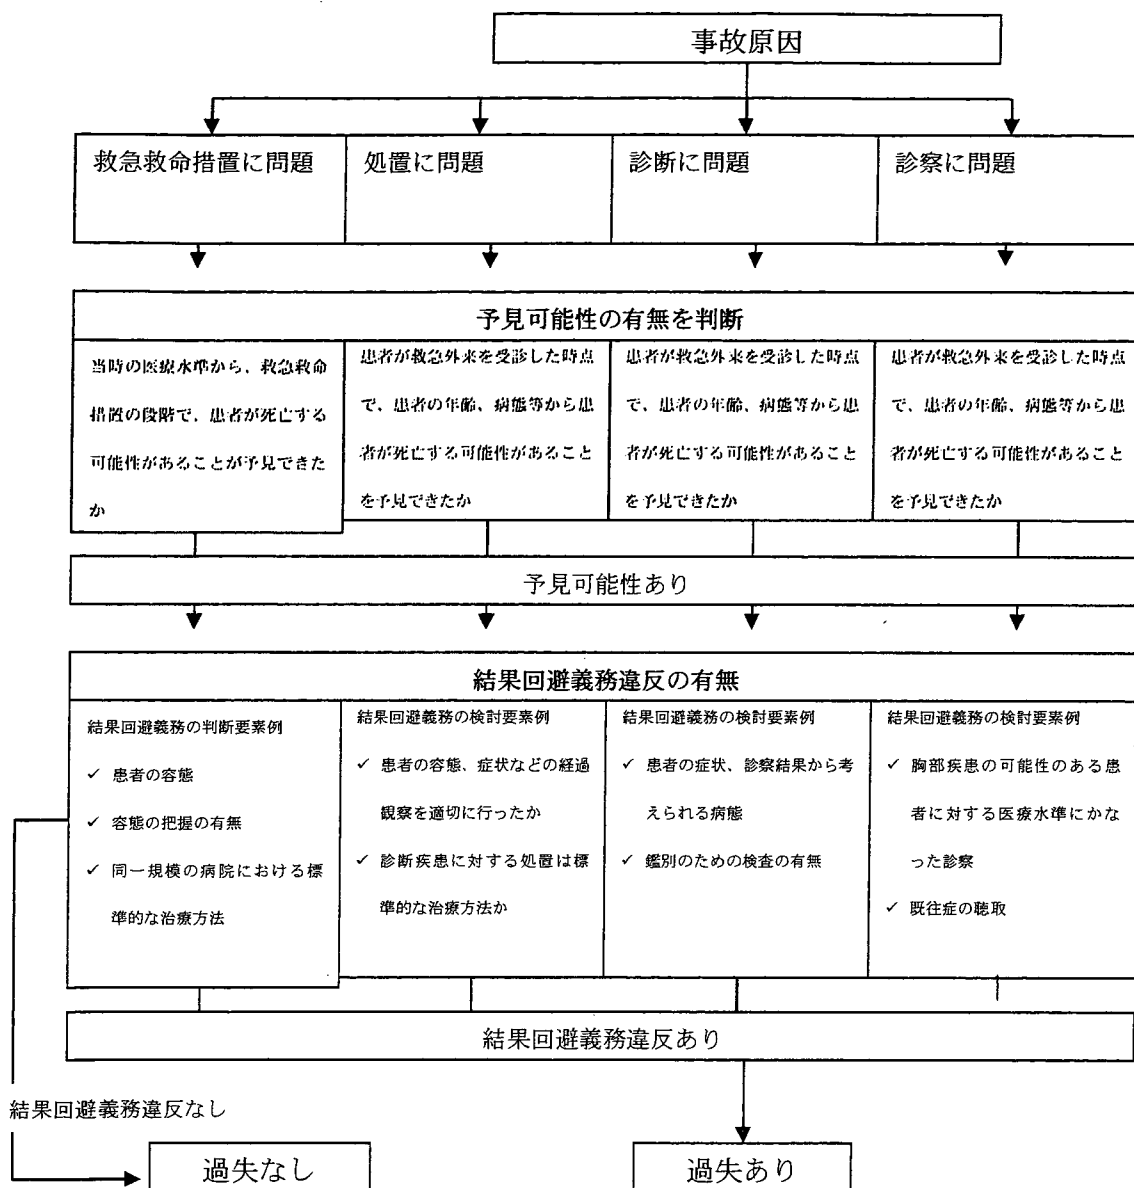 事故原因
救急救命措置に問題
処置に問題
診断に問題
診察に問題
予見可能性の有無を判断
当時の医療水準から、救急救命
措置の段階で、患者が死亡する
可能性があることが予見できた
か
患者が救急外来を受診した時点
で、患者の年齢、病態等から患
者が死亡する可能性があること
を予見できたか
患者が救急外来を受診した時点
で、患者の年齢、病態等から患
者が死亡する可能性があること
を予見できたか
患者が救急外来を受診した時点
で、患者の年齢、病態等から患
者が死亡する可能性があること
を予見できたか
予見可能性あり
結果回避義務違反の有無
結果回避義務の判断要素例
✓ 患者の容態
✓ 容態の把握の有無
✓ 同一規模の病院における標
準的な治療方法
結果回避義務の検討要素例
✓ 患者の容態、症状などの経過
観察を適切に行ったか
✓ 診断疾患に対する処置は標
準的な治療方法か
結果回避義務の検討要素例
✓ 患者の症状、診察結果から考
えられる病態
✓ 鑑別のための検査の有無
結果回避義務の検討要素例
✓ 胸部疾患の可能性のある患
者に対する医療水準にかな
った診察
✓ 既往症の聴取
結果回避義務違反あり
結果回避義務違反なし
過失なし
過失あり